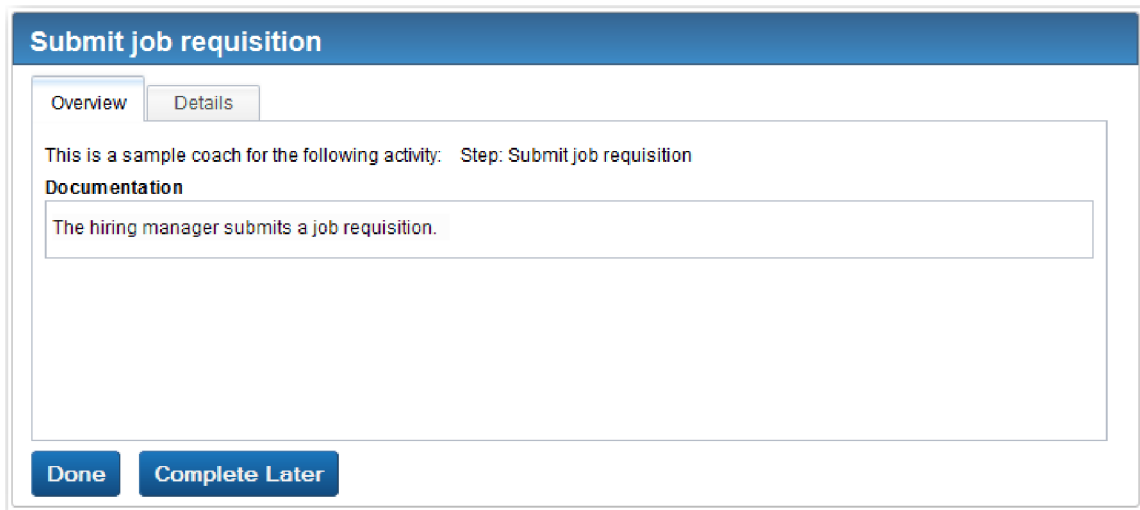 Submit job requisition
Overview Details
This is a sample coach for the following activity: Step: Submit job requisition
Documentation
The hiring manager submits a job requisition.
Done Complete Later